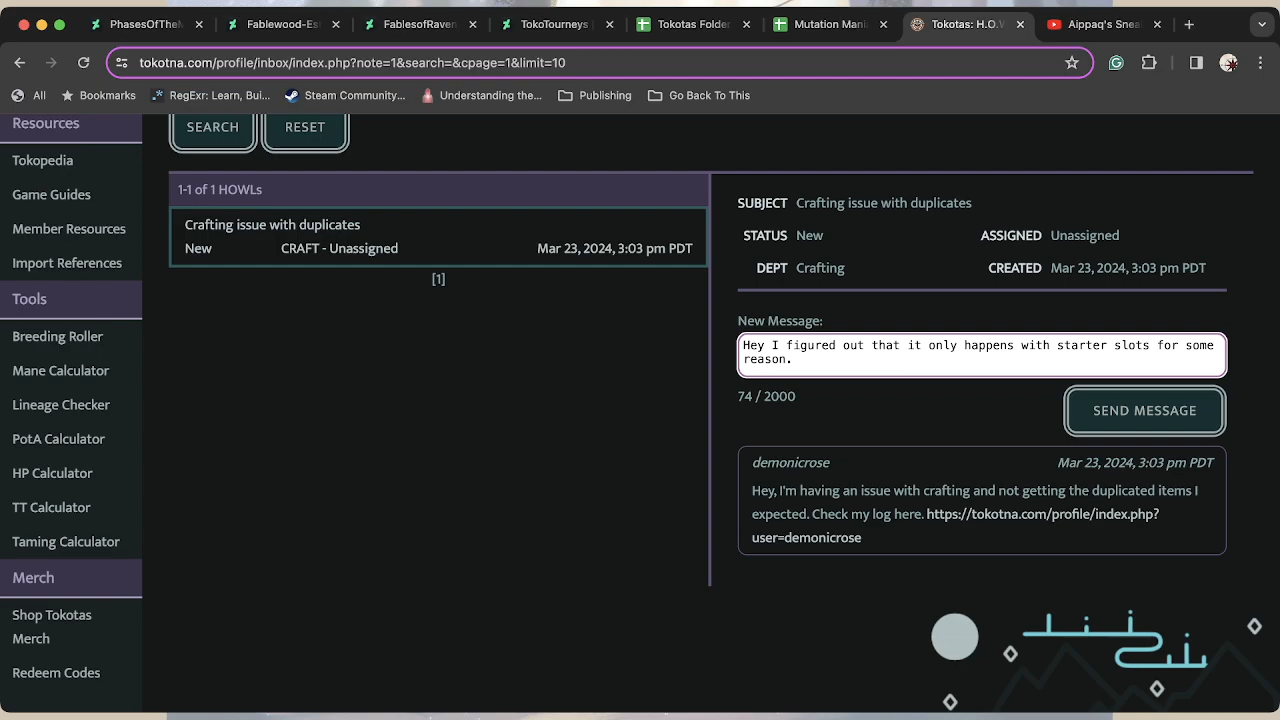 PhasesOfTheM
Fablewood-Es
FablesofRaven
TokoTourneys
Tokotas Folder
Mutation Mani
Tokotas: H.O.W
Aippaq's Snea
tokotna.com/profile/inbox/index.php?note=1&search=&cpage=1&limit=10
All
Bookmarks
RegExr: Learn, Bui...
Steam Community...
Understanding the...
Publishing
Go Back To This
Resources
Tokopedia
Game Guides
Member Resources
Import References
Tools
Breeding Roller
Mane Calculator
Lineage Checker
PotA Calculator
HP Calculator
TT Calculator
Taming Calculator
Merch
Shop Tokotas
Merch
Redeem Codes
SEARCH
RESET
1-1 of 1 HOWLs
Crafting issue with duplicates
New CRAFT - Unassigned Mar 23, 2024, 3:03 pm PDT
[1]
SUBJECT Crafting issue with duplicates
STATUS New ASSIGNED Unassigned
DEPT Crafting CREATED Mar 23, 2024, 3:03 pm PDT
New Message:
Hey I figured out that it only happens with starter slots for some
reason.
74 / 2000
SEND MESSAGE
demonicrose Mar 23, 2024, 3:03 pm PDT
Hey, I'm having an issue with crafting and not getting the duplicated items I
expected. Check my log here. https://tokotna.com/profile/index.php?
user=demonicrose